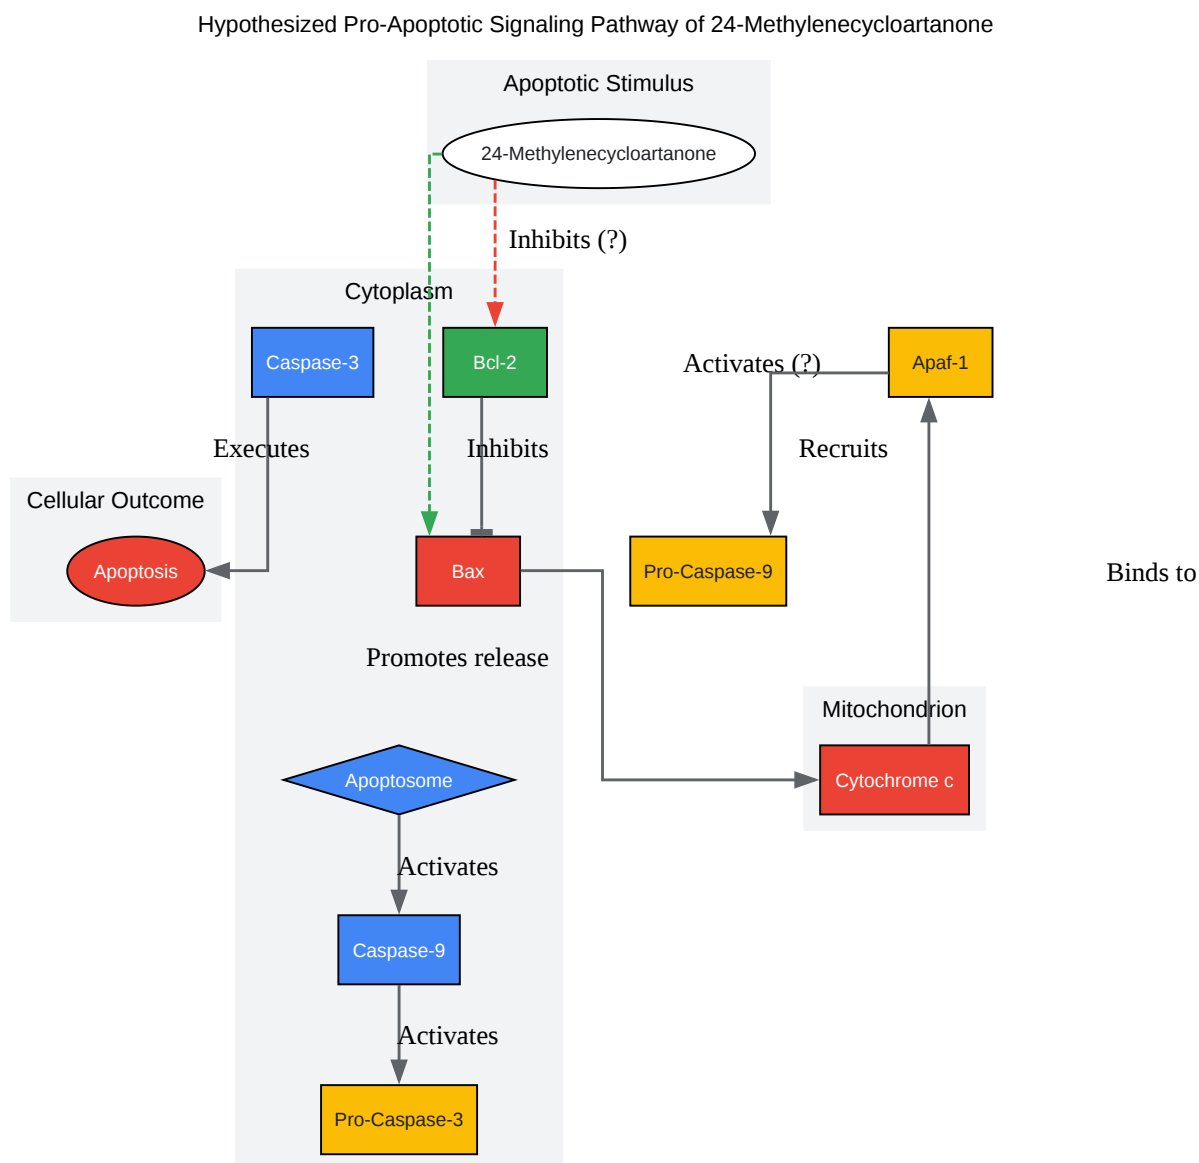 Hypothesized Pro-Apoptotic Signaling Pathway of 24-Methylenecycloartanone
Apoptotic Stimulus
24-Methylenecycloartanone
Inhibits (?)
Cytoplasm
Caspase-3
Bcl-2
Activates (?)
Apaf-1
Executes
Inhibits
Recruits
Cellular Outcome
Apoptosis
Bax
Pro-Caspase-9
Binds to
Promotes release
Mitochondrion
Apoptosome
Cytochrome c
Activates
Caspase-9
Activates
Pro-Caspase-3